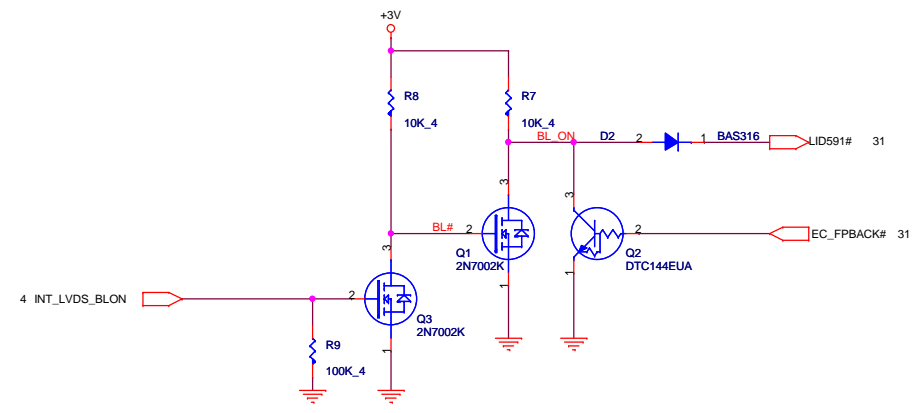 +3V
R8
10K_4
R7
10K_4
BL_ON
D2
2
1
BAS316
LID591#
31
3
3
BL#
2
Q1
2N7002K
2
EC_FPBACK#
31
Q2
DTC144EUA
3
1
1
4
INT_LVDS_BLON
2
Q3
2N7002K
1
R9
100K_4